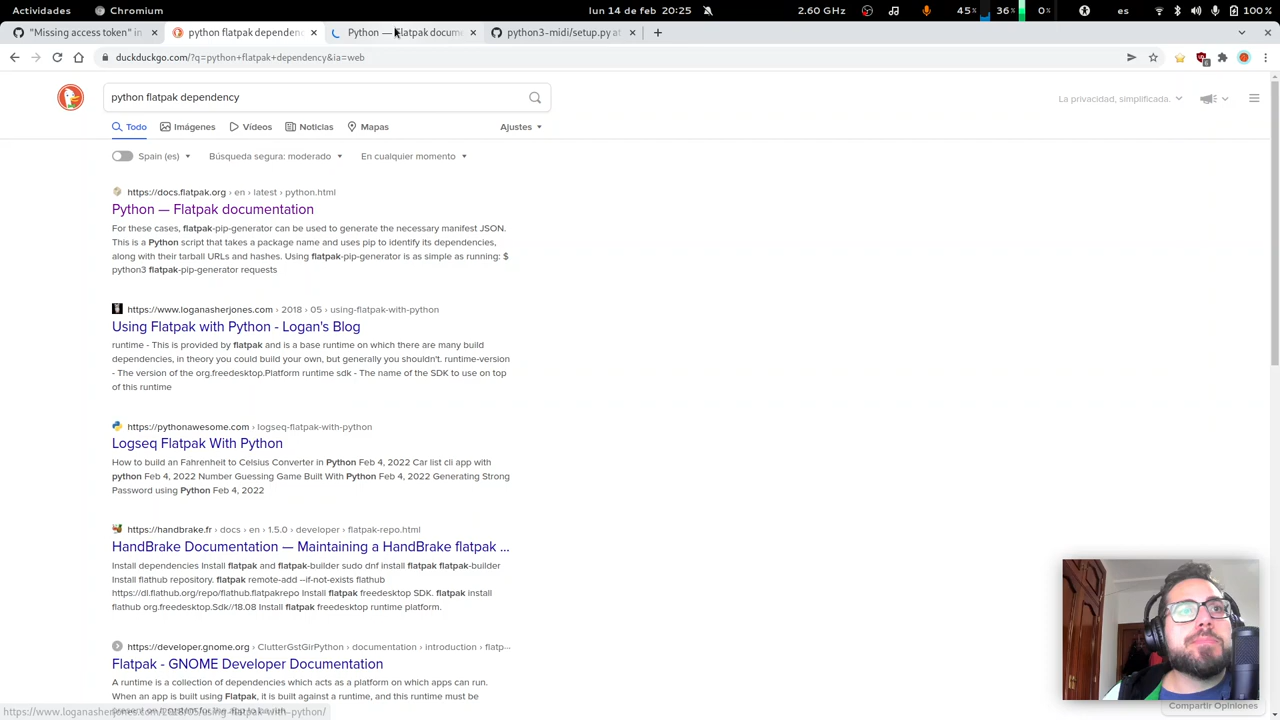 Actividades Chromium lun 14 de feb 20:25 2.60 GHz 45% 36% 0% es 100 %
"Missing access token" in python flatpak dependenc Python — Flatpak docum python3-midi/setup.py at
duckduckgo.com/?q=python+flatpak+dependency&ia=web
python flatpak dependency
La privacidad, simplificada.
Todo Imágenes Vídeos Noticias Mapas Ajustes
Spain (es) Búsqueda segura: moderado En cualquier momento
https://docs.flatpak.org › en › latest › python.html
Python — Flatpak documentation
For these cases, flatpak-pip-generator can be used to generate the necessary manifest JSON.
This is a Python script that takes a package name and uses pip to identify its dependencies,
along with their tarball URLs and hashes. Using flatpak-pip-generator is as simple as running: $
python3 flatpak-pip-generator requests
https://www.loganasherjones.com › 2018 › 05 › using-flatpak-with-python
Using Flatpak with Python - Logan's Blog
runtime - This is provided by flatpak and is a base runtime on which there are many build
dependencies, in theory you could build your own, but generally you shouldn't. runtime-version
- The version of the org.freedesktop.Platform runtime sdk - The name of the SDK to use on top
of this runtime
https://pythonawesome.com › logseq-flatpak-with-python
Logseq Flatpak With Python
How to build an Fahrenheit to Celsius Converter in Python Feb 4, 2022 Car list cii app with
python Feb 4, 2022 Number Guessing Game Built With Python Feb 4, 2022 Generating Strong
Password using Python Feb 4, 2022
https://handbrake.fr › docs › en › 1.5.0 › developer › flatpak-repo.html
HandBrake Documentation — Maintaining a HandBrake flatpak ...
Install dependencies Install flatpak and flatpak-builder sudo dnf install flatpak flatpak-builder
Install flathub repository. flatpak remote-add --if-not-exists flathub
https://dl.flathub.org/repo/flathub.flatpakrepo Install flatpak freedesktop SDK. flatpak install
flathub org.freedesktop.Sdk//18.08 Install flatpak freedesktop runtime platform.
https://developer.gnome.org › ClutterGstGirPython › documentation › introduction › flatp...
Flatpak - GNOME Developer Documentation
A runtime is a collection of dependencies which acts as a platform on which apps can run.
When an app is built using Flatpak, it is built against a runtime, and this runtime must be
Compartir Opiniones
https://www.loganasherjones.com/2018/05/using-flatpak-with-python/